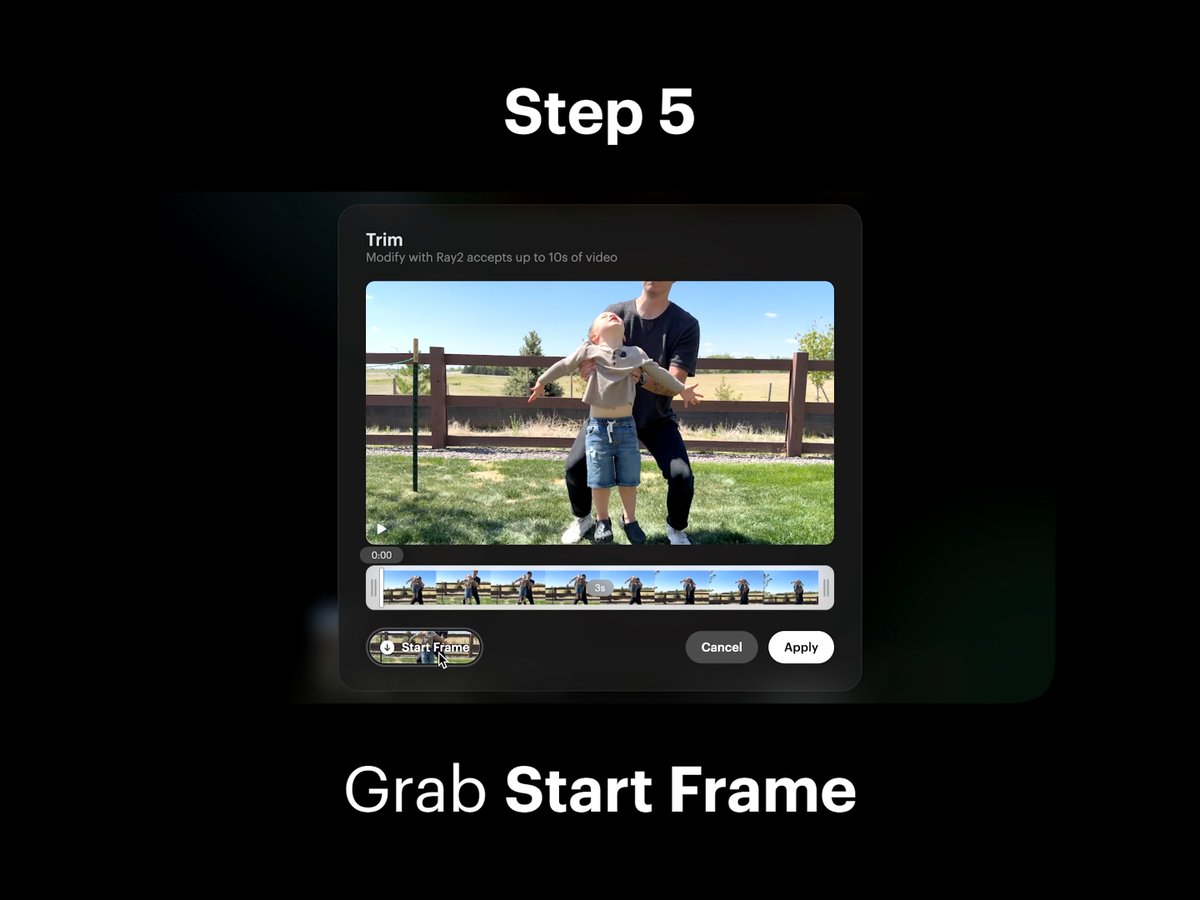 Step 5
Trim
Modify with Ray2 accepts up to 10s of video
0:00
3s
Start Frame
Cancel
Apply
Grab Start Frame